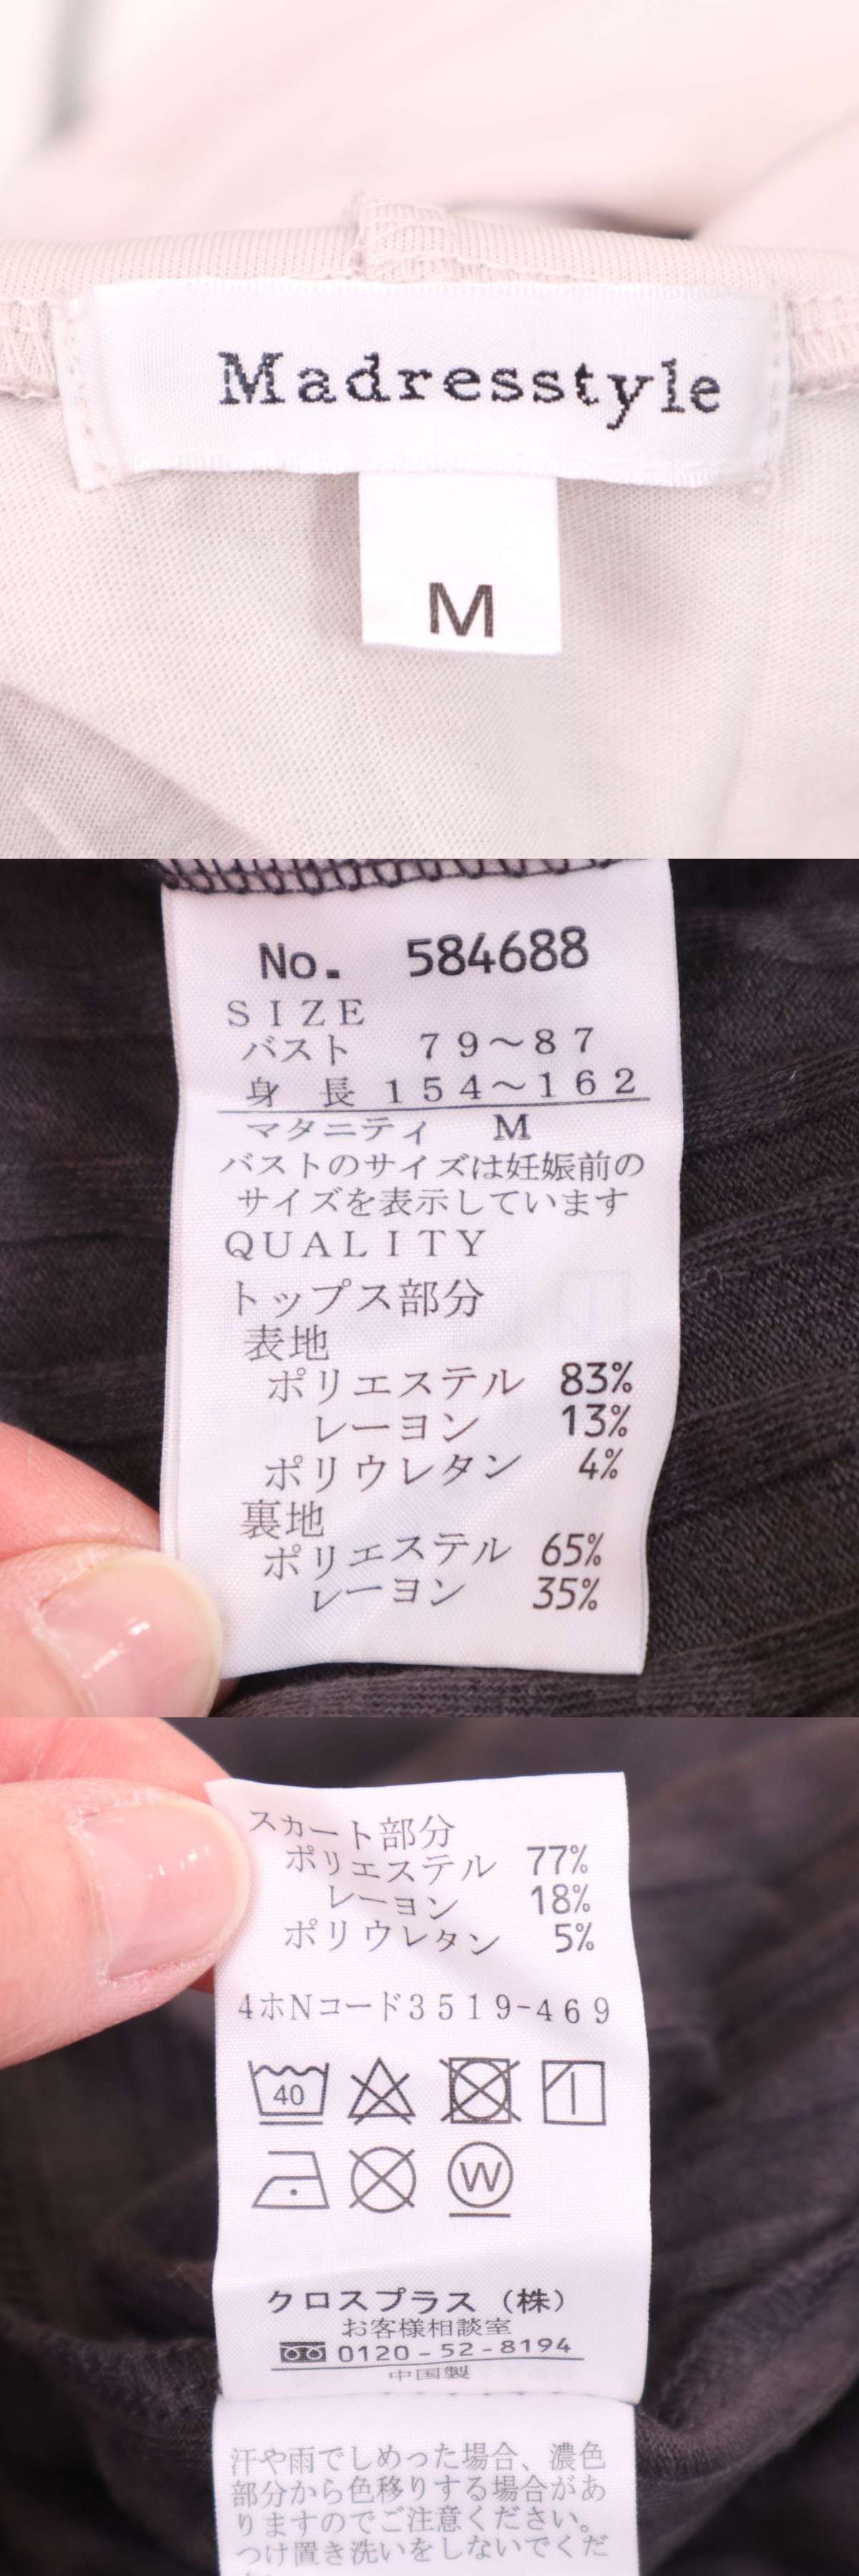 Madresstyle
M
No. 584688
SIZE
バスト 79〜87
身長 154〜162
マタニティ M
バストのサイズは妊娠前の
サイズを表示しています
QUALITY
トップス部分
表地
ポリエステル 83%
レーヨン 13%
ポリウレタン 4%
裏地
ポリエステル 65%
レーヨン 35%
スカート部分
ポリエステル 77%
レーヨン 18%
ポリウレタン 5%
4ホNコード3519-469
40
W
クロスプラス（株）
お客様相談室
0120-52-8194
中国製
汗や雨でしめった場合、濃色
部分から色移りする場合があ
りますのでご注意ください。
つけ置き洗いをしないでくだ